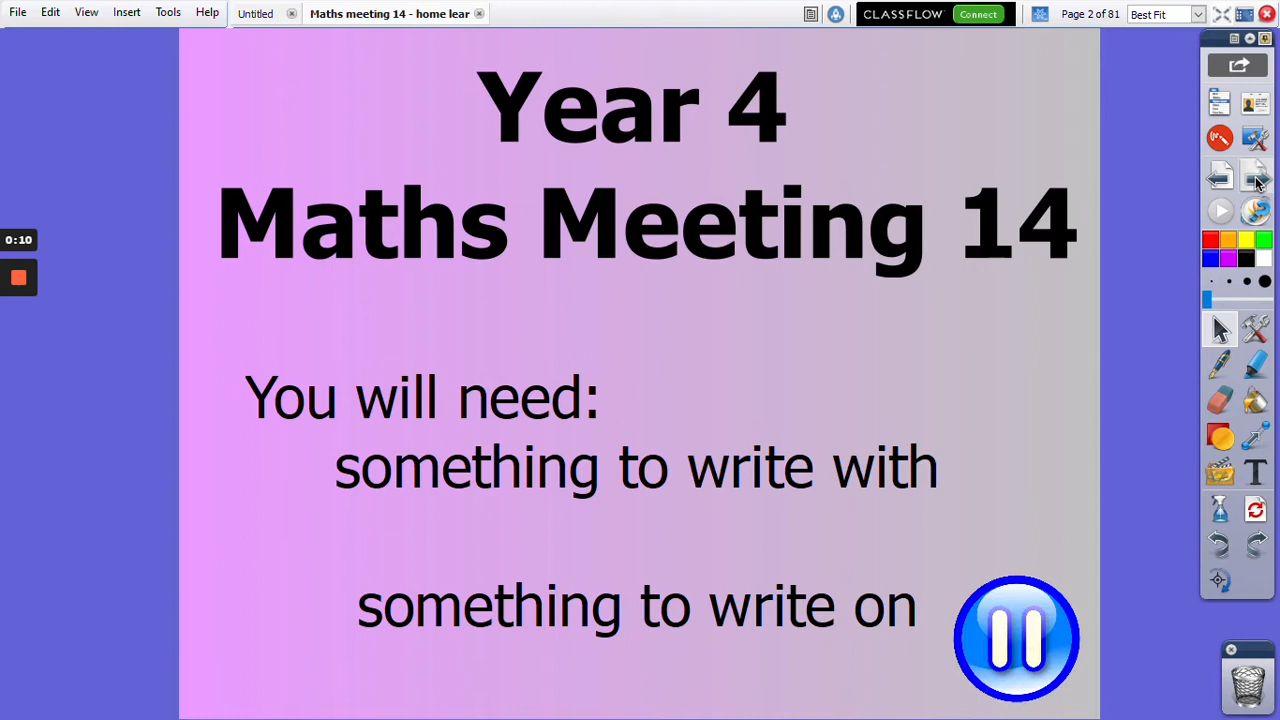 File Edit View Insert Tools Help Untitled Maths meeting 14 - home lear CLASSFLOW Connect Page 2 of 81 Best Fit
Year 4
Maths Meeting 14
0:10
You will need:
something to write with
something to write on
T